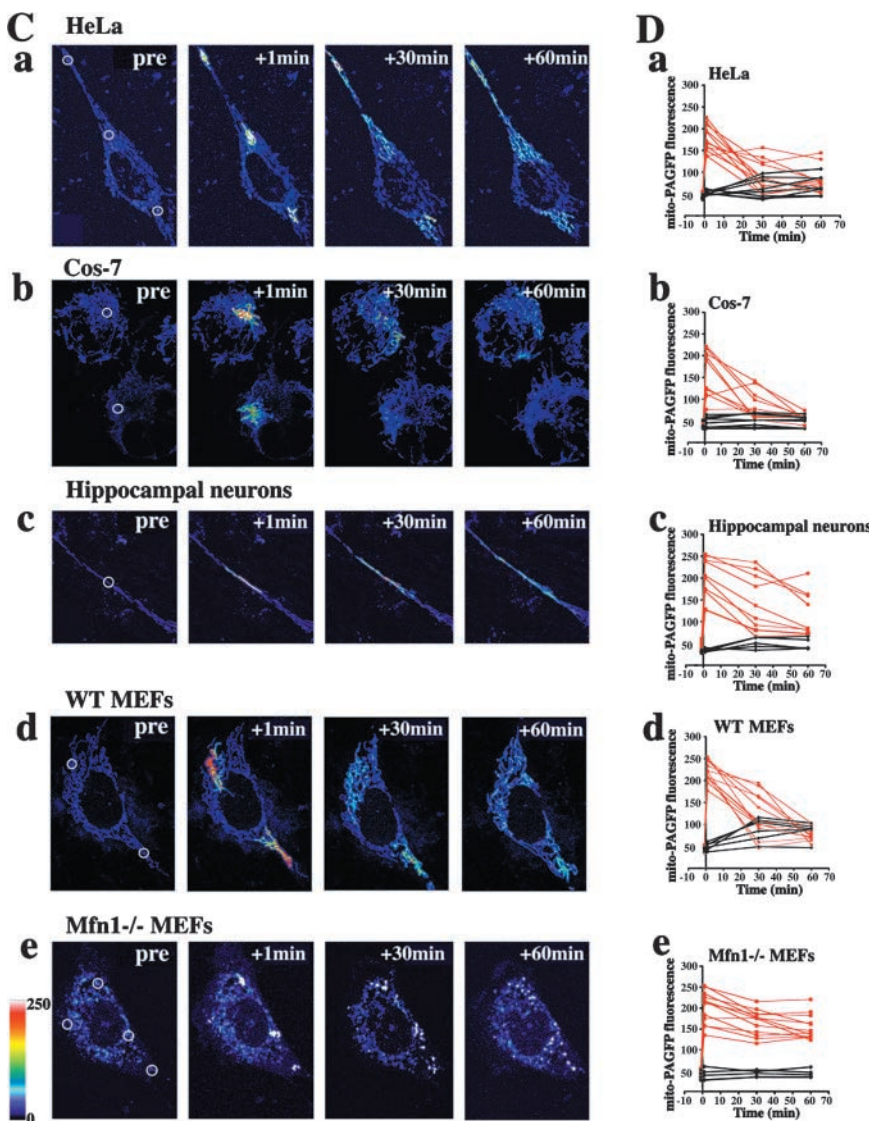 C HeLa
a pre +1min +30min +60min
Cos-7
b pre +1min +30min +60min
Hippocampal neurons
c pre +1min +30min +60min
WT MEFs
d pre +1min +30min +60min
Mfn1-/- MEFs
e pre +1min +30min +60min
250
0
D
a
HeLa
mito-PAGFP fluorescence
300
250
200
150
100
50
-10 0 10 20 30 40 50 60 70
Time (min)
b
Cos-7
mito-PAGFP fluorescence
300
250
200
150
100
50
-10 0 10 20 30 40 50 60 70
Time (min)
c
Hippocampal neurons
mito-PAGFP fluorescence
300
250
200
150
100
50
-10 0 10 20 30 40 50 60 70
Time (min)
d
WT MEFs
mito-PAGFP fluorescence
300
250
200
150
100
50
-10 0 10 20 30 40 50 60 70
Time (min)
e
Mfn1-/- MEFs
mito-PAGFP fluorescence
300
250
200
150
100
50
-10 0 10 20 30 40 50 60 70
Time (min)